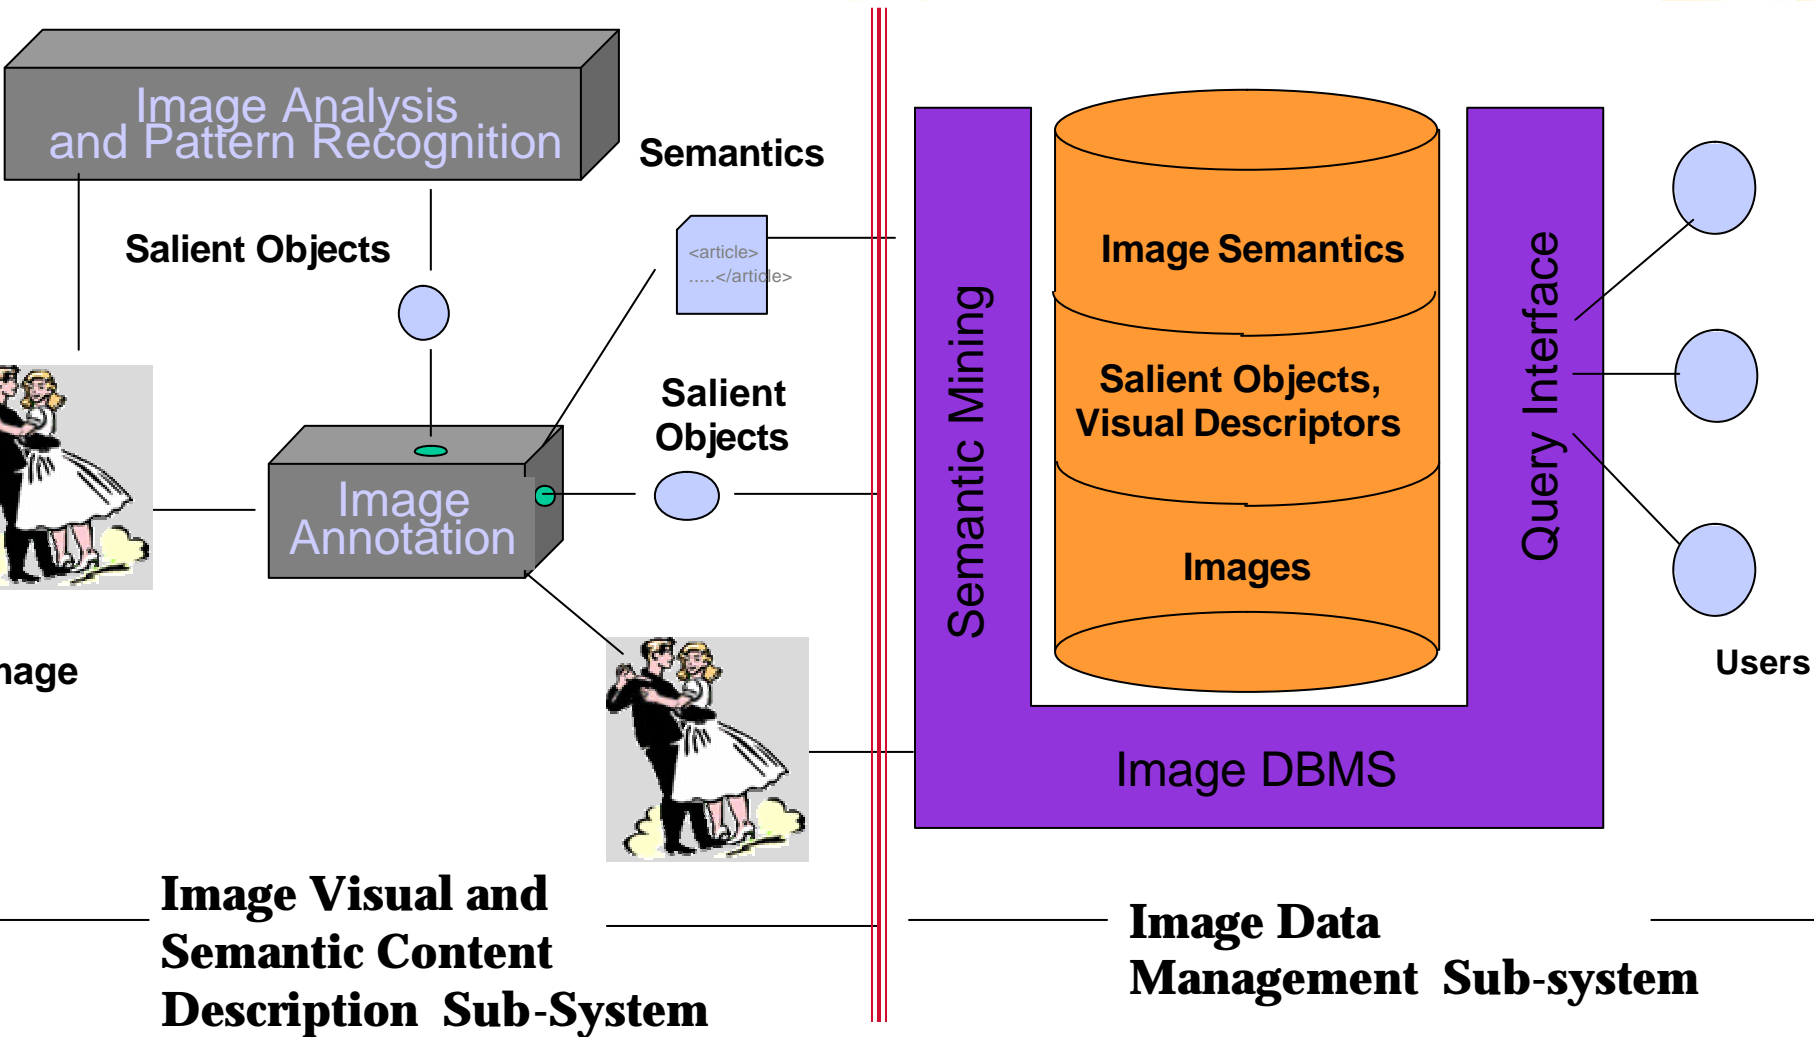 Image Analysis
and Pattern Recognition
Semantics
Salient Objects
<article>
.....</article>
Salient
Objects
Image
Annotation
Semantic Mining
Image Semantics
Salient Objects,
Visual Descriptors
Images
Query Interface
Image DBMS
Users
Image Visual and
Semantic Content
Description Sub-System
Image Data
Management Sub-system